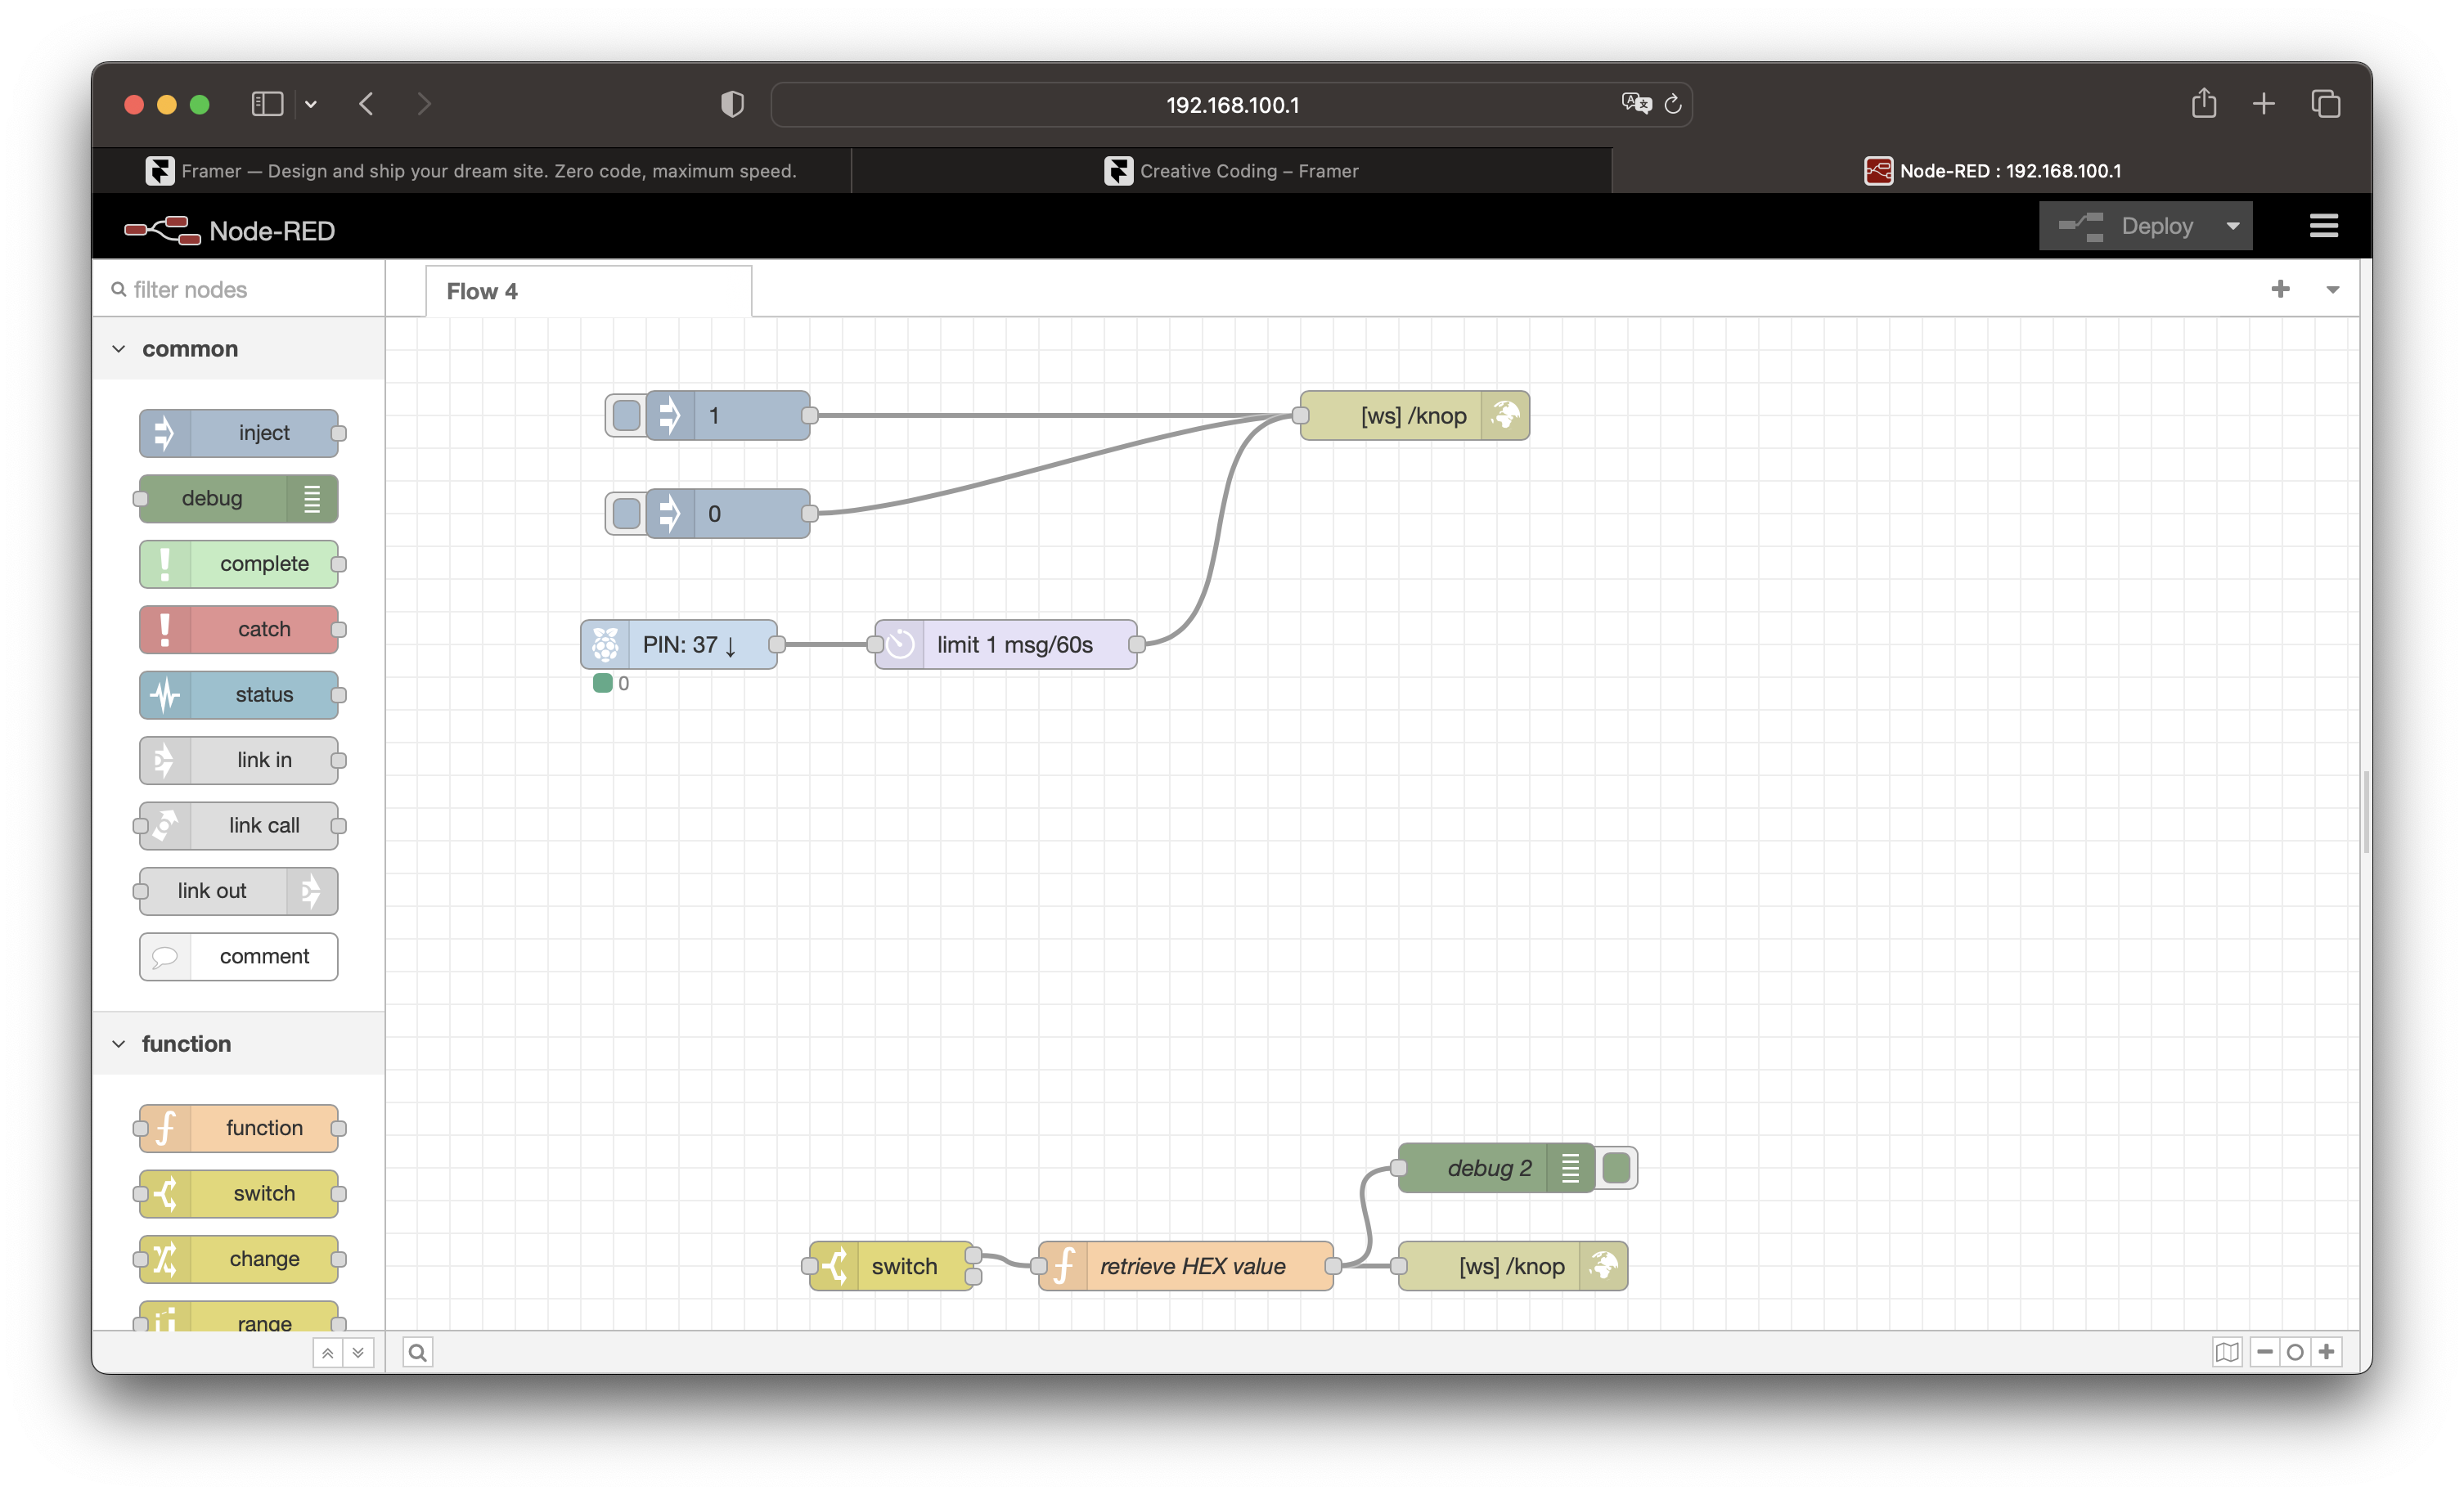 192.168.100.1
Framer — Design and ship your dream site. Zero code, maximum speed.
Creative Coding – Framer
Node-RED : 192.168.100.1
Node-RED
Deploy
filter nodes
Flow 4
common
inject
debug
complete
catch
status
link in
link call
link out
comment
function
function
switch
change
range
1
[ws] /knop
0
PIN: 37 ↓
limit 1 msg/60s
0
debug 2
switch
retrieve HEX value
[ws] /knop